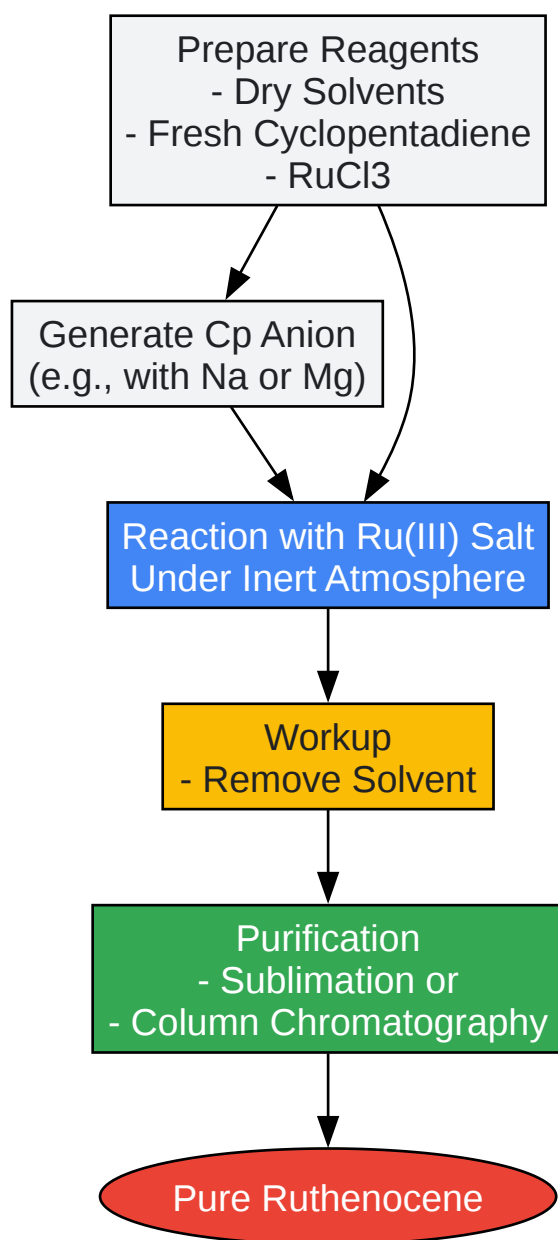 Prepare Reagents
- Dry Solvents
- Fresh Cyclopentadiene
- RuCl3
Generate Cp Anion
(e.g., with Na or Mg)
Reaction with Ru(III) Salt
Under Inert Atmosphere
Workup
- Remove Solvent
Purification
- Sublimation or
- Column Chromatography
Pure Ruthenocene